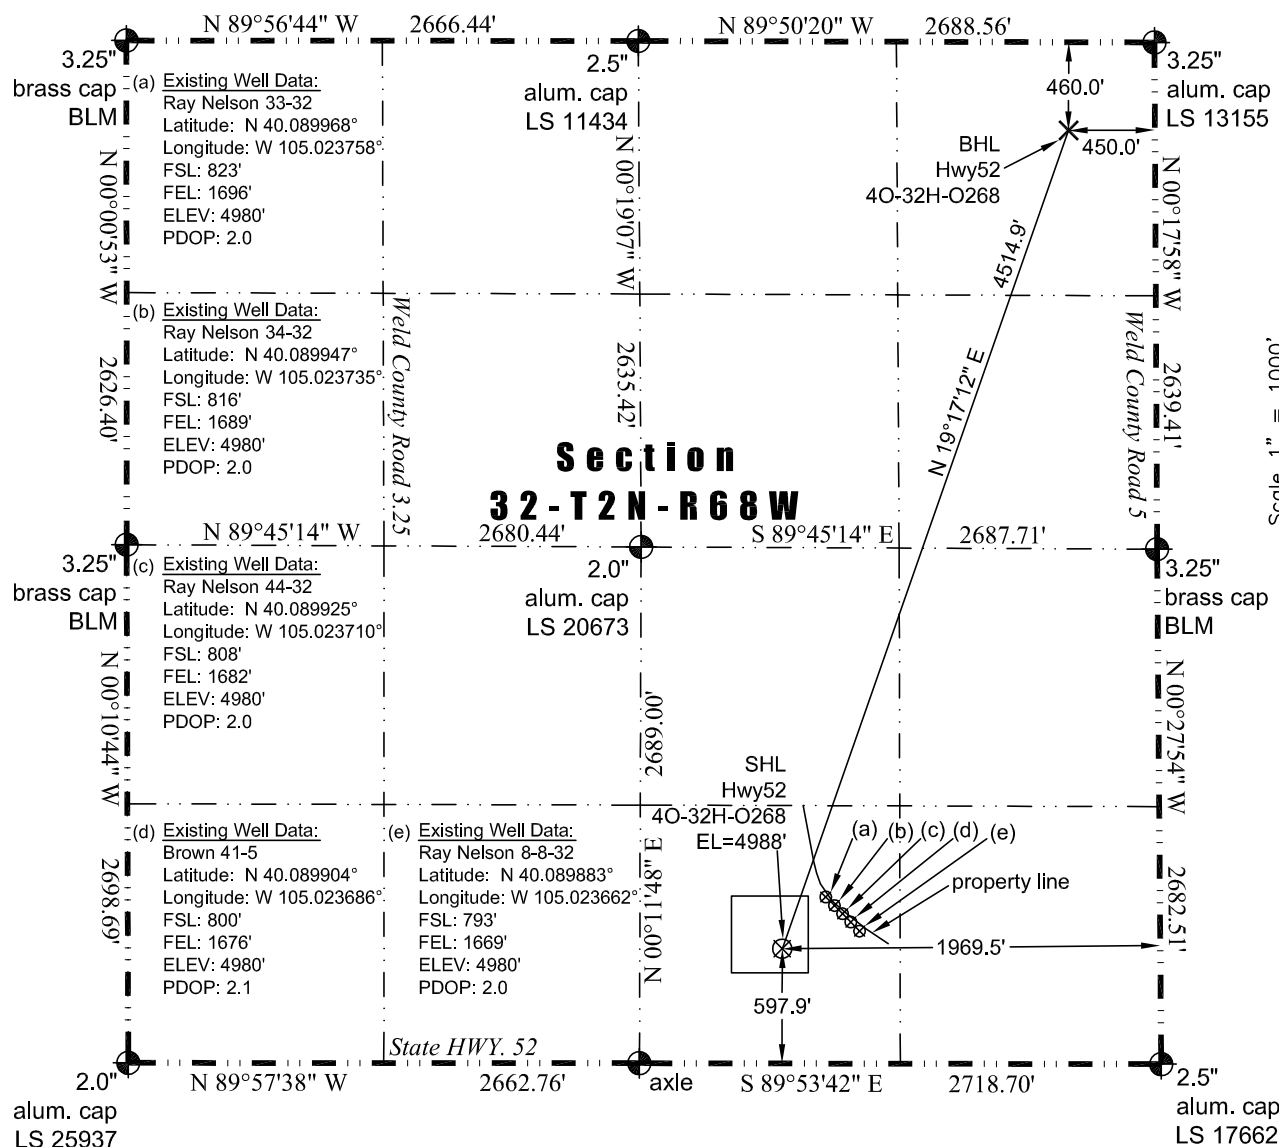 N 89°56'44" W 2666.44' N 89°50'20" W 2688.56'
3.25"
brass cap
BLM
2.5"
alum. cap
LS 11434
3.25"
alum. cap
LS 13155
(a) Existing Well Data:
Ray Nelson 33-32
Latitude: N 40.089968°
Longitude: W 105.023758°
FSL: 823'
FEL: 1696'
ELEV: 4980'
PDOP: 2.0
460.0'
450.0'
BHL
Hwy52
4O-32H-O268
N 00°00'53" W 2626.40'
N 00°19'07" W 2635.42'
N 00°17'58" W 2639.41'
(b) Existing Well Data:
Ray Nelson 34-32
Latitude: N 40.089947°
Longitude: W 105.023735°
FSL: 816'
FEL: 1689'
ELEV: 4980'
PDOP: 2.0
Weld County Road 3.25
Weld County Road 5
N 19°17'12" E 4514.9'
Scale 1" = 1000'
Section
32-T2N-R68W
N 89°45'14" W 2680.44' S 89°45'14" E 2687.71'
3.25"
brass cap
BLM
2.0"
alum. cap
LS 20673
3.25"
brass cap
BLM
(c) Existing Well Data:
Ray Nelson 44-32
Latitude: N 40.089925°
Longitude: W 105.023710°
FSL: 808'
FEL: 1682'
ELEV: 4980'
PDOP: 2.0
N 00°10'44" W 2698.69'
N 00°11'48" E 2689.00'
N 00°27'54" W 2682.51'
SHL
Hwy52
4O-32H-O268
EL=4988'
(a) (b) (c) (d) (e)
property line
1969.5'
597.9'
(d) Existing Well Data:
Brown 41-5
Latitude: N 40.089904°
Longitude: W 105.023686°
FSL: 800'
FEL: 1676'
ELEV: 4980'
PDOP: 2.1
(e) Existing Well Data:
Ray Nelson 8-8-32
Latitude: N 40.089883°
Longitude: W 105.023662°
FSL: 793'
FEL: 1669'
ELEV: 4980'
PDOP: 2.0
State HWY. 52
N 89°57'38" W 2662.76' S 89°53'42" E 2718.70'
2.0"
alum. cap
LS 25937
axle
2.5"
alum. cap
LS 17662